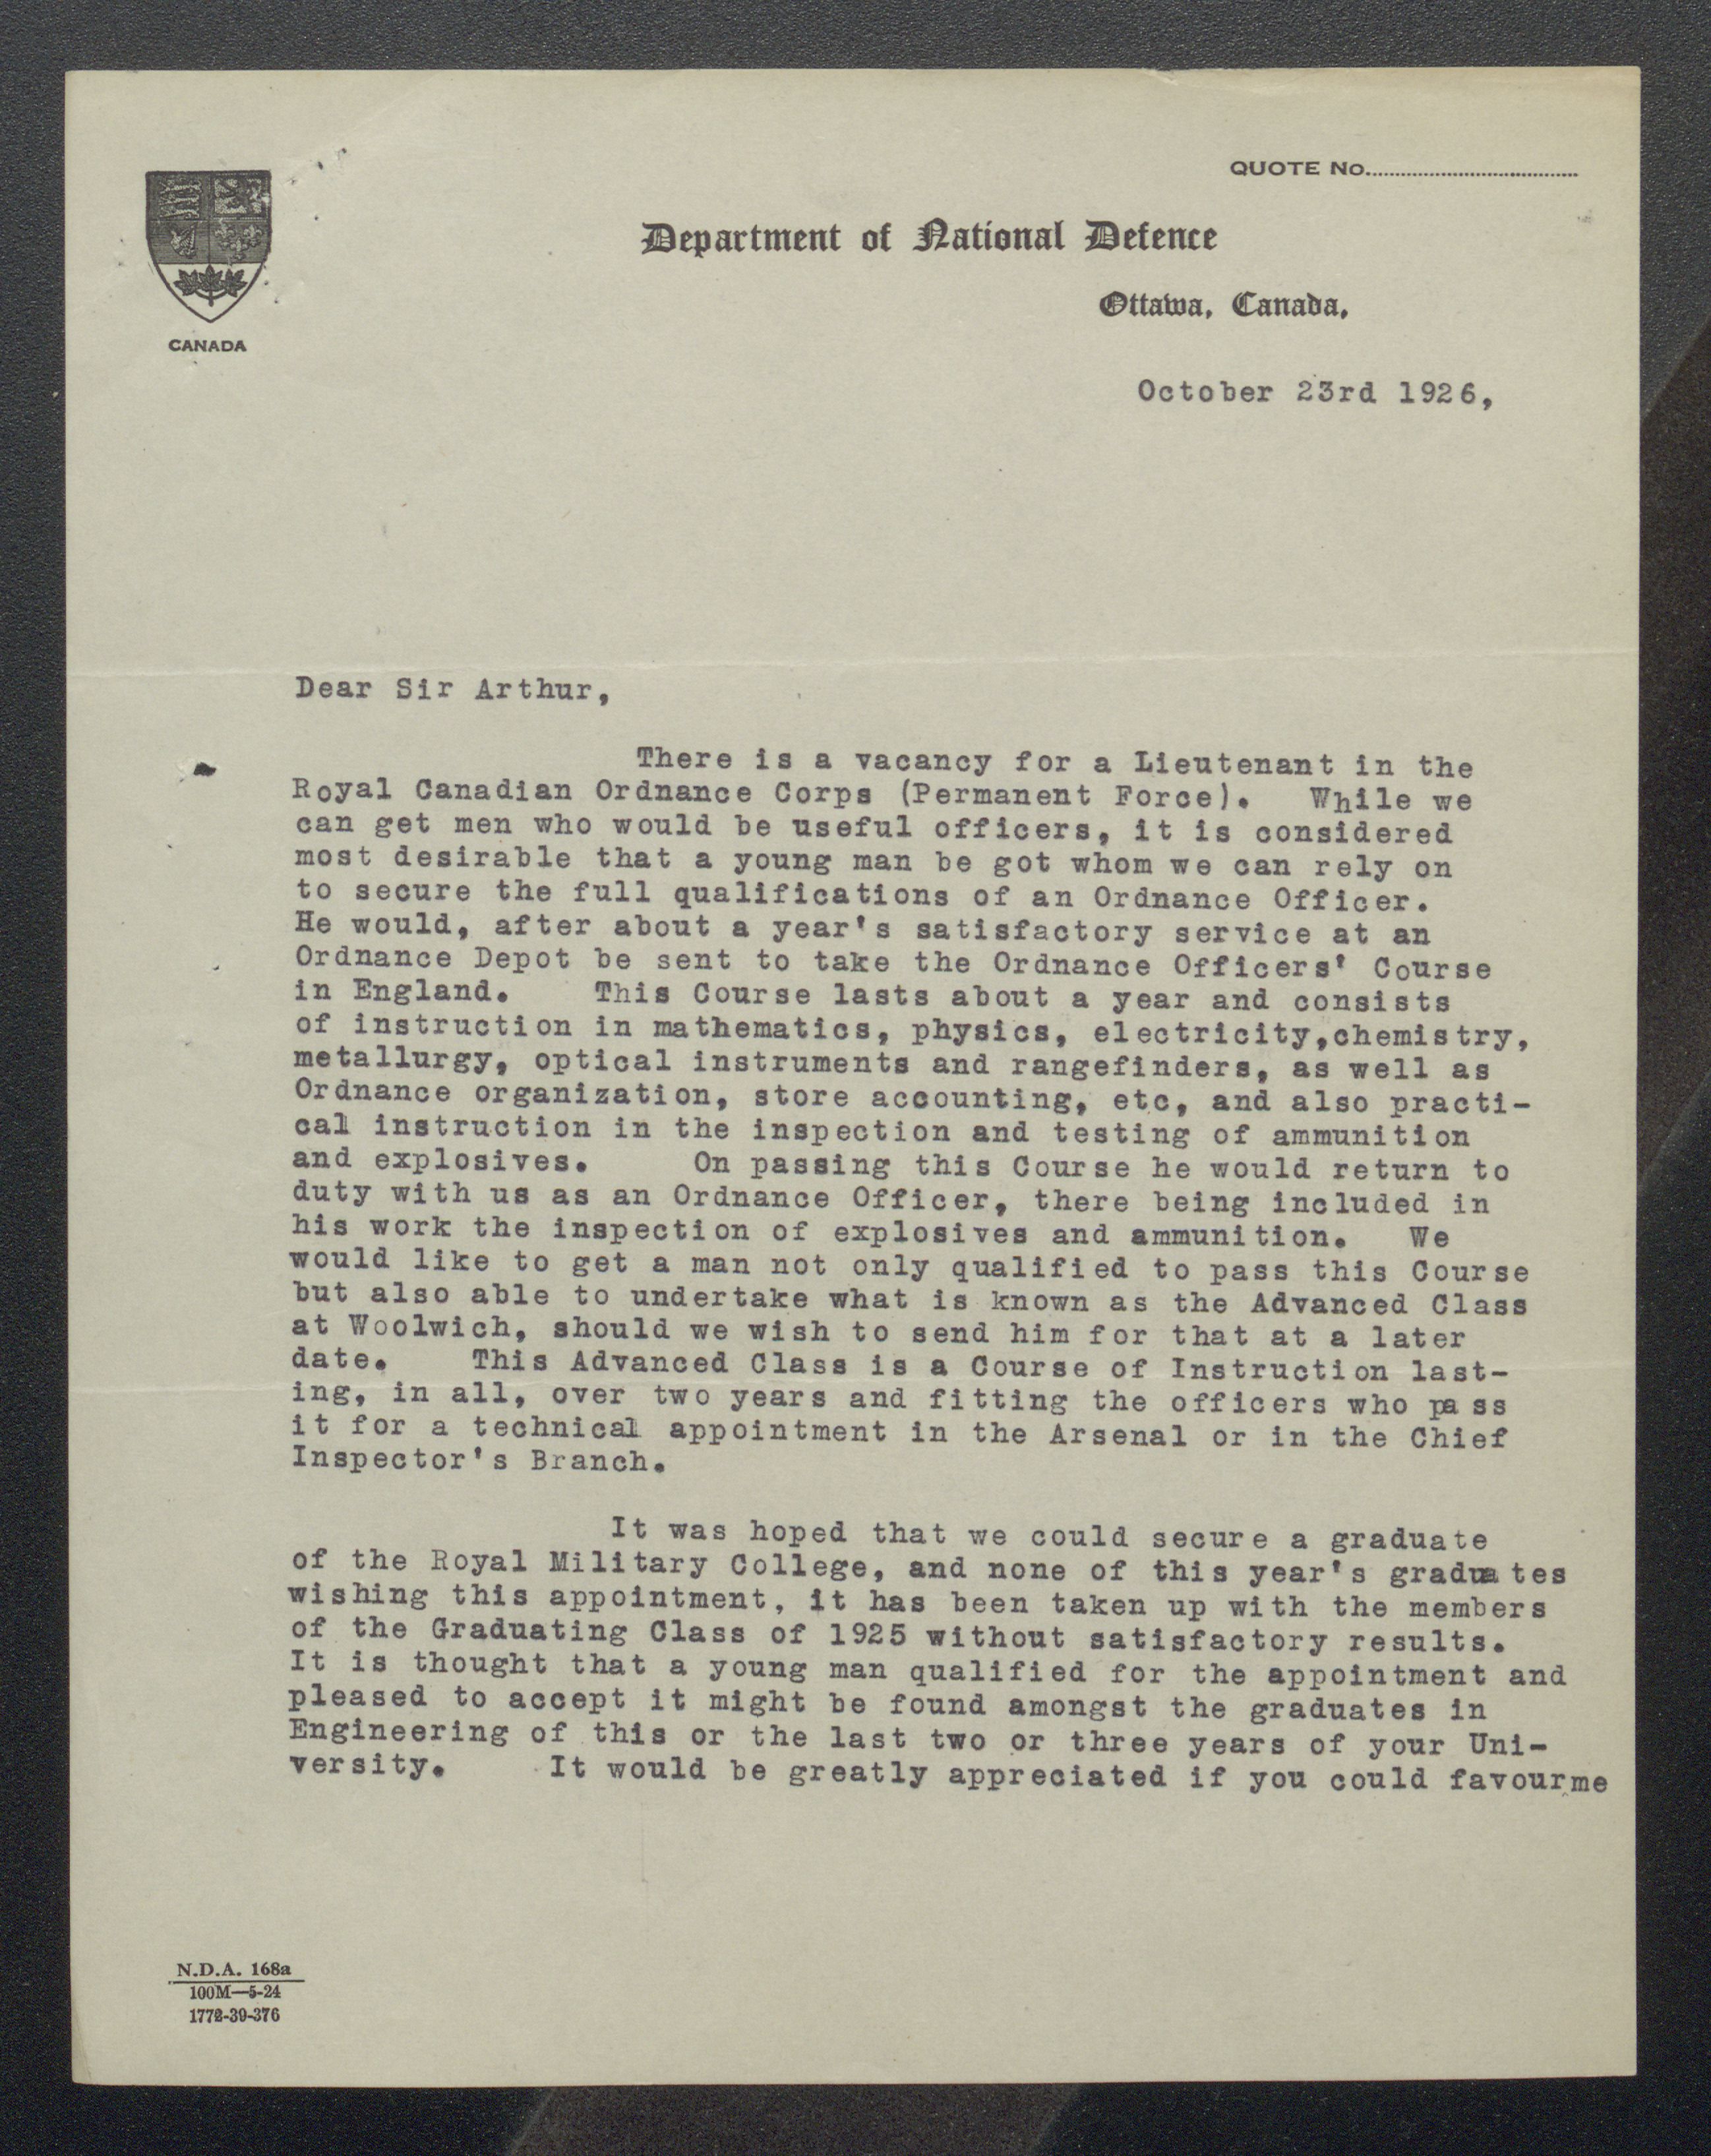 QUOTE No.
Department of National Defence
Ottawa, Canada,
CANADA
October 23rd 1926,
Dear Sir Arthur,
There is a vacancy for a Lieutenant in the
Royal Canadian Ordnance Corps (Permanent Force). While we
can get men who would be useful officers, it is considered
most desirable that a young man be got whom we can rely on
to secure the full qualifications of an Ordnance Officer.
He would, after about a year's satisfactory service at an
Ordnance Depot be sent to take the Ordnance Officers' Course
in England. This Course lasts about a year and consists
of instruction in mathematics, physics, electricity,chemistry,
metallurgy, optical instruments and rangefinders, as well as
Ordnance organization, store accounting, etc, and also practi-
cal instruction in the inspection and testing of ammunition
and explosives. On passing this Course he would return to
duty with us as an Ordnance Officer, there being included in
his work the inspection of explosives and ammunition. We
would like to get a man not only qualified to pass this Course
but also able to undertake what is known as the Advanced Class
at Woolwich, should we wish to send him for that at a later
date. This Advanced Class is a Course of Instruction last-
ing, in all, over two years and fitting the officers who pass
it for a technical appointment in the Arsenal or in the Chief
Inspector's Branch.
It was hoped that we could secure a graduate
of the Royal Military College, and none of this year's graduates
wishing this appointment, it has been taken up with the members
of the Graduating Class of 1925 without satisfactory results.
It is thought that a young man qualified for the appointment and
pleased to accept it might be found amongst the graduates in
Engineering of this or the last two or three years of your Uni-
versity. It would be greatly appreciated if you could favour me
N.D.A. 168a
100M—5-24
1772-39-376